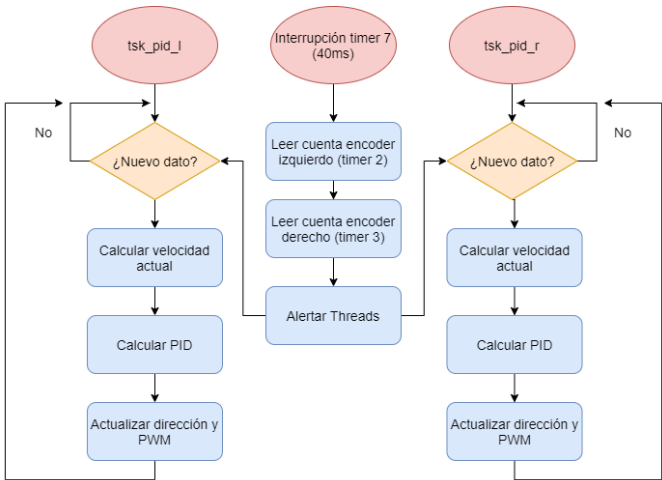 tsk_pid_l
Interrupción timer 7
(40ms)
tsk_pid_r
No
¿Nuevo dato?
Leer cuenta encoder
izquierdo (timer 2)
¿Nuevo dato?
No
Calcular velocidad
actual
Leer cuenta encoder
derecho (timer 3)
Calcular velocidad
actual
Alertar Threads
Calcular PID
Calcular PID
Actualizar dirección y
PWM
Actualizar dirección y
PWM